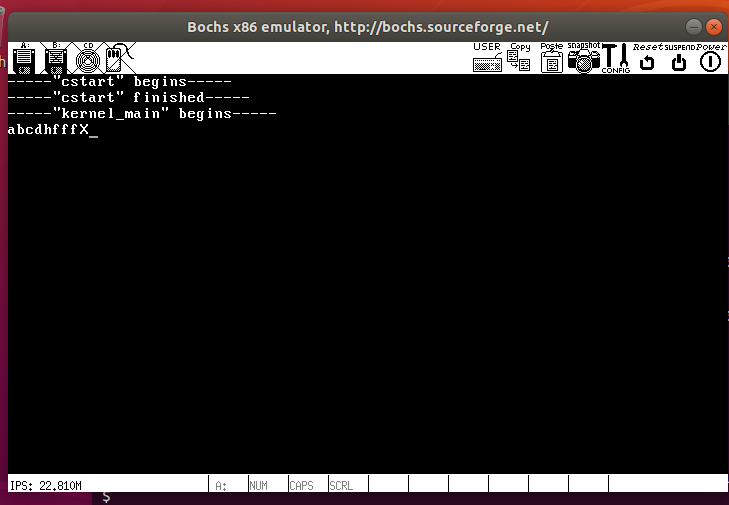 Bochs x86 emulator, http://bochs.sourceforge.net/
A: B: CD USER Copy Paste snapshot CONFIG Reset SUSPEND Power
-----"cstart" begins-----
-----"cstart" finished-----
-----"kernel_main" begins-----
abcdhfffX_
IPS: 22.810M A: NUM CAPS SCRL
$